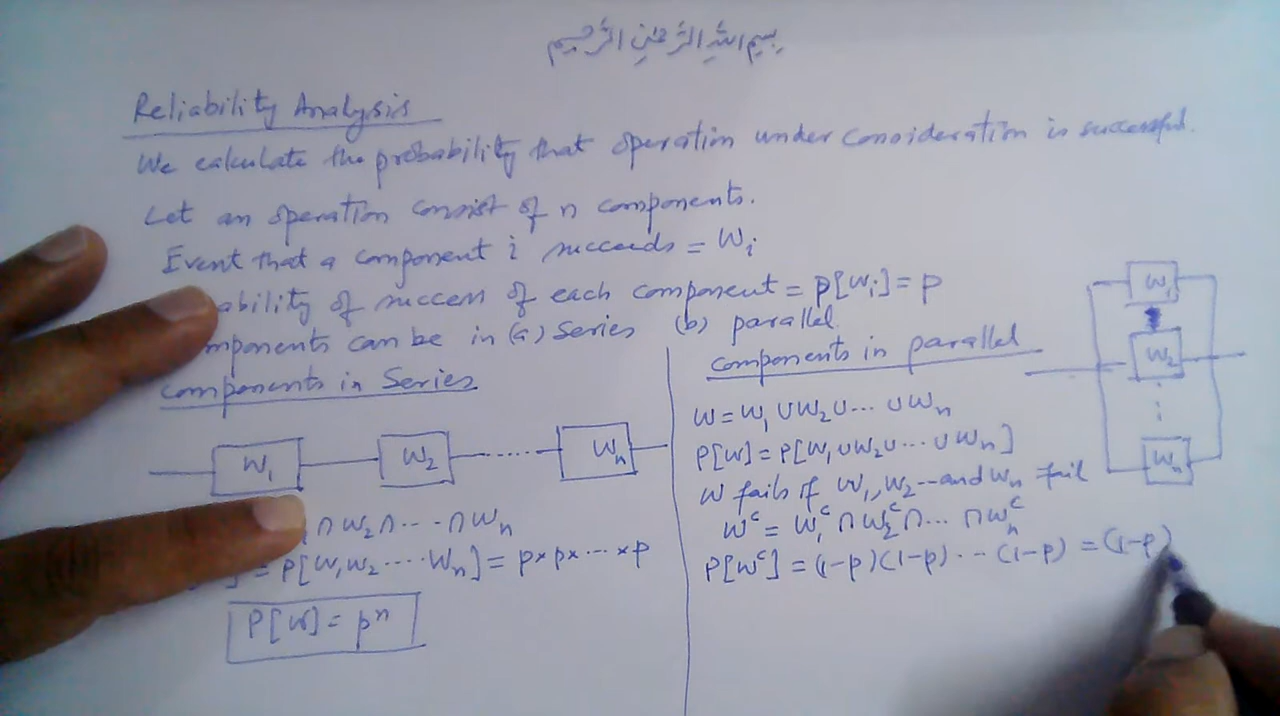 بسم الله الرحمن الرحيم
Reliability Analysis
We calculate the probability that operation under consideration is successful.
Let an operation consist of n components.
Event that a component i succeeds = Wi
ability of success of each component = P[Wi] = p
mponents can be in (a) Series (b) parallel.
components in Series
W1 W2 ...... Wn
∩ W2 ∩ ... ∩ Wn
= P[W1 W2 .... Wn] = p × p × ... × p
P[W] = pⁿ
components in parallel
W = W1 ∪ W2 ∪ ... ∪ Wn
P[W] = P[W1 ∪ W2 ∪ ... ∪ Wn]
W fails if W1, W2 -- and Wn fail
Wᶜ = W1ᶜ ∩ W2ᶜ ∩ ... ∩ Wnᶜ
P[Wᶜ] = (1-p)(1-p) .-- (1-p) = (1-p)
W1
W2
⋮
Wn